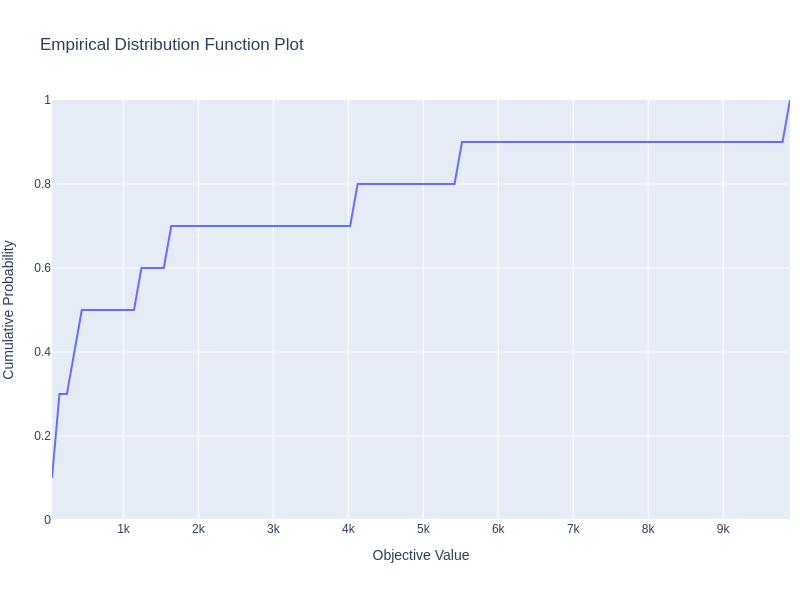 Empirical Distribution Function Plot
1
0.8
0.6
0.4
0.2
0
Cumulative Probability
1k 2k 3k 4k 5k 6k 7k 8k 9k
Objective Value